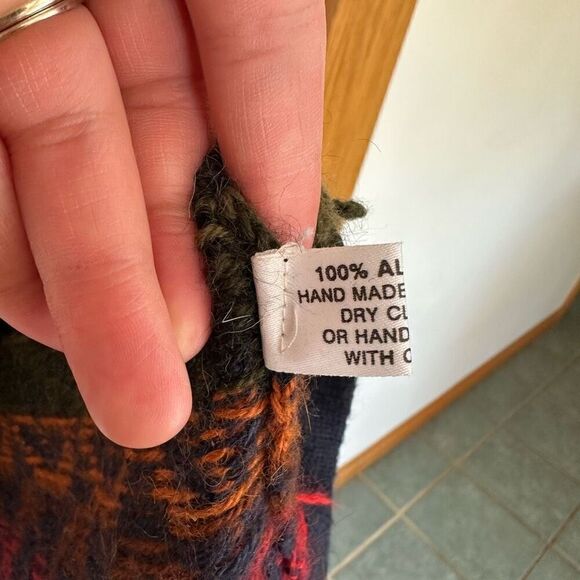 100% AL
HAND MADE
DRY CL
OR HAND
WITH C